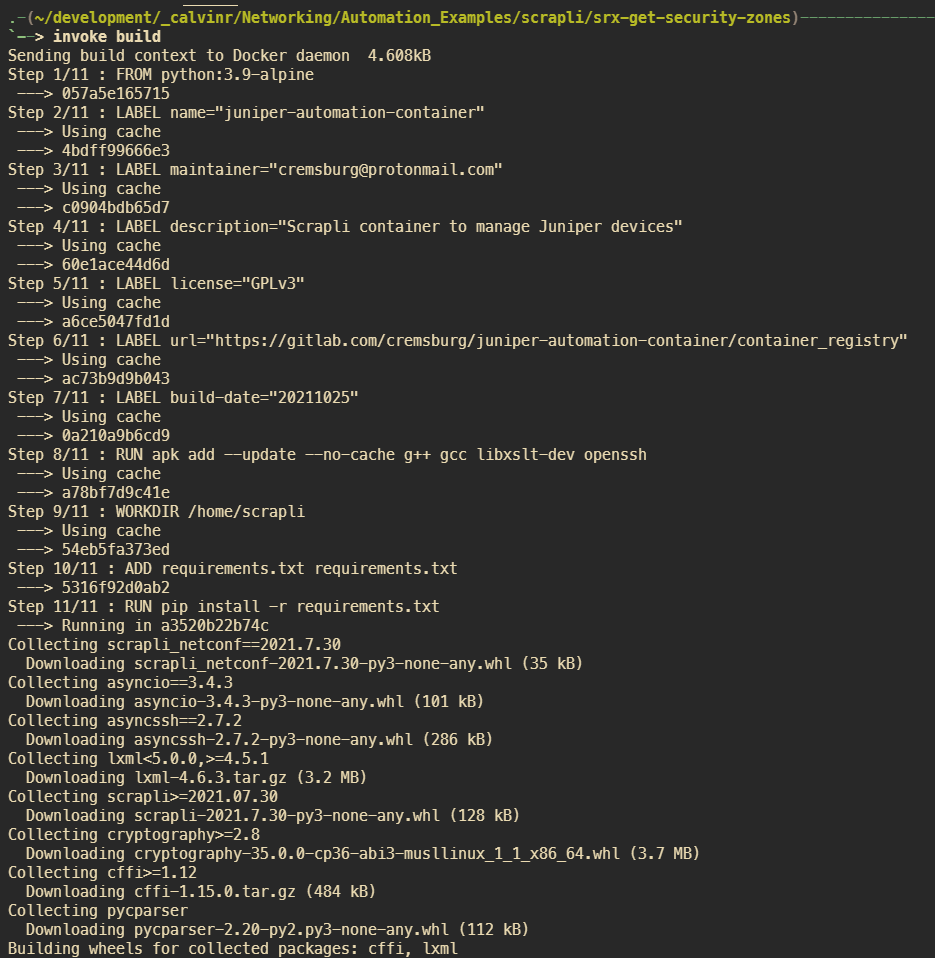 .-(~/development/_calvinr/Networking/Automation_Examples/scrapli/srx-get-security-zones)---------------
`--> invoke build
Sending build context to Docker daemon  4.608kB
Step 1/11 : FROM python:3.9-alpine
 ---> 057a5e165715
Step 2/11 : LABEL name="juniper-automation-container"
 ---> Using cache
 ---> 4bdff99666e3
Step 3/11 : LABEL maintainer="cremsburg@protonmail.com"
 ---> Using cache
 ---> c0904bdb65d7
Step 4/11 : LABEL description="Scrapli container to manage Juniper devices"
 ---> Using cache
 ---> 60e1ace44d6d
Step 5/11 : LABEL license="GPLv3"
 ---> Using cache
 ---> a6ce5047fd1d
Step 6/11 : LABEL url="https://gitlab.com/cremsburg/juniper-automation-container/container_registry"
 ---> Using cache
 ---> ac73b9d9b043
Step 7/11 : LABEL build-date="20211025"
 ---> Using cache
 ---> 0a210a9b6cd9
Step 8/11 : RUN apk add --update --no-cache g++ gcc libxslt-dev openssh
 ---> Using cache
 ---> a78bf7d9c41e
Step 9/11 : WORKDIR /home/scrapli
 ---> Using cache
 ---> 54eb5fa373ed
Step 10/11 : ADD requirements.txt requirements.txt
 ---> 5316f92d0ab2
Step 11/11 : RUN pip install -r requirements.txt
 ---> Running in a3520b22b74c
Collecting scrapli_netconf==2021.7.30
  Downloading scrapli_netconf-2021.7.30-py3-none-any.whl (35 kB)
Collecting asyncio==3.4.3
  Downloading asyncio-3.4.3-py3-none-any.whl (101 kB)
Collecting asyncssh==2.7.2
  Downloading asyncssh-2.7.2-py3-none-any.whl (286 kB)
Collecting lxml<5.0.0,>=4.5.1
  Downloading lxml-4.6.3.tar.gz (3.2 MB)
Collecting scrapli>=2021.07.30
  Downloading scrapli-2021.7.30-py3-none-any.whl (128 kB)
Collecting cryptography>=2.8
  Downloading cryptography-35.0.0-cp36-abi3-musllinux_1_1_x86_64.whl (3.7 MB)
Collecting cffi>=1.12
  Downloading cffi-1.15.0.tar.gz (484 kB)
Collecting pycparser
  Downloading pycparser-2.20-py2.py3-none-any.whl (112 kB)
Building wheels for collected packages: cffi, lxml